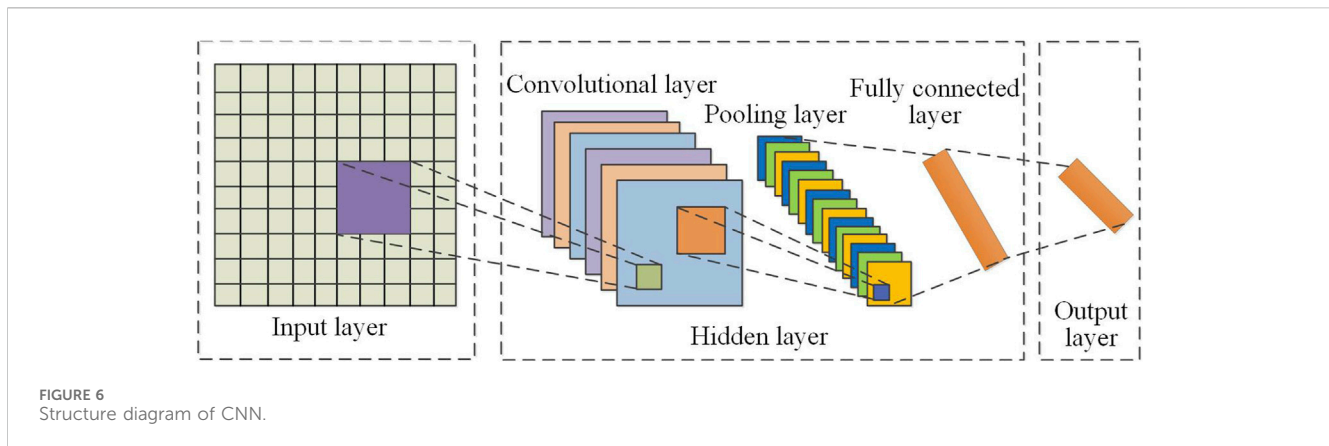 Convolutional layer
Pooling layer
Fully connected
layer
Input layer
Hidden layer
Output
layer
FIGURE 6
Structure diagram of CNN.